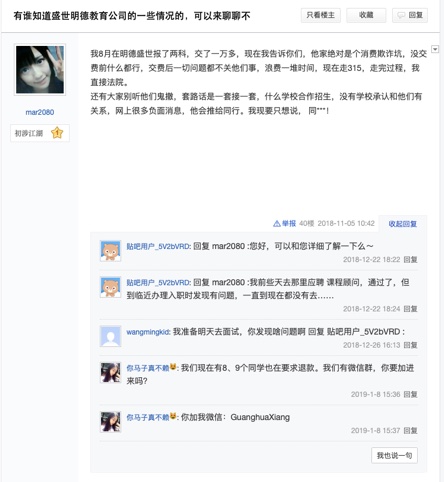 有谁知道盛世明德教育公司的一些情况的，可以来聊聊不
只看楼主 收藏 回复
mar2080
初涉江湖 1
我8月在明德盛世报了两科，交了一万多，现在我告诉你们，他家绝对是个消费欺诈坑，没交
费前什么都行，交费后一切问题都不关他们事，浪费一堆时间，现在走315，走完过程，我
直接法院。
还有大家别听他们鬼撤，套路话是一套接一套，什么学校合作招生，没有学校承认和他们有
关系，网上很多负面消息，他会推给同行。我现要只想说， 同***！
举报 40楼 2018-11-05 10:42 收起回复
贴吧用户_5V2bVRD: 回复 mar2080 :您好，可以和您详细了解一下么～
2018-12-22 18:22 回复
贴吧用户_5V2bVRD: 回复 mar2080 :我前些天去那里应聘 课程顾问，通过了，但
到临近办理入职时发现有问题，一直到现在都没有去……
2018-12-22 18:24 回复
wangmingkid: 我准备明天去面试，你发现啥问题啊 回复 贴吧用户_5V2bVRD :
2018-12-26 16:13 回复
你马子真不赖: 我们现在有8、9个同学也在要求退款。我们有微信群，你要加进
来吗?
2019-1-8 15:36 回复
你马子真不赖: 你加我微信：GuanghuaXiang
2019-1-8 15:37 回复
我也说一句